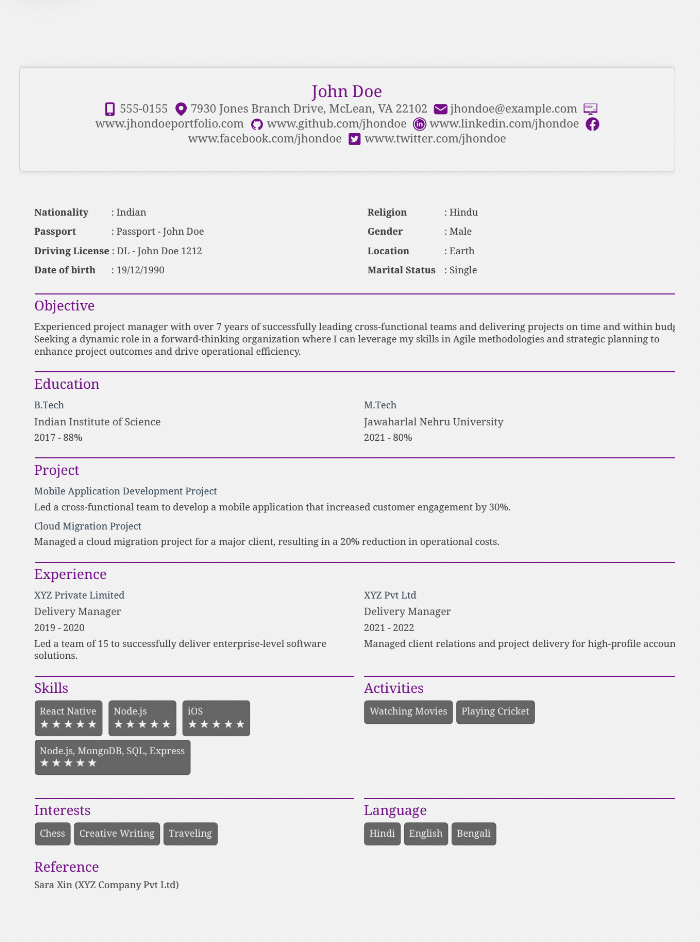 John Doe
555-0155 7930 Jones Branch Drive, McLean, VA 22102 jhondoe@example.com
www.jhondoeportfolio.com www.github.com/jhondoe www.linkedin.com/jhondoe
www.facebook.com/jhondoe www.twitter.com/jhondoe
Nationality : Indian
Religion : Hindu
Passport : Passport - John Doe
Gender : Male
Driving License : DL - John Doe 1212
Location : Earth
Date of birth : 19/12/1990
Marital Status : Single
Objective
Experienced project manager with over 7 years of successfully leading cross-functional teams and delivering projects on time and within
Seeking a dynamic role in a forward-thinking organization where I can leverage my skills in Agile methodologies and strategic planning to
enhance project outcomes and drive operational efficiency.
Education
B.Tech
Indian Institute of Science
2017 - 88%
M.Tech
Jawaharlal Nehru University
2021 - 80%
Project
Mobile Application Development Project
Led a cross-functional team to develop a mobile application that increased customer engagement by 30%.
Cloud Migration Project
Managed a cloud migration project for a major client, resulting in a 20% reduction in operational costs.
Experience
XYZ Private Limited
Delivery Manager
2019 - 2020
Led a team of 15 to successfully deliver enterprise-level software
solutions.
XYZ Pvt Ltd
Delivery Manager
2021 - 2022
Managed client relations and project delivery for high-profile accoun
Skills
React Native
★★★★★
Node.js
★★★★★
iOS
★★★★★
Node.js, MongoDB, SQL, Express
★★★★★
Activities
Watching Movies
Playing Cricket
Interests
Chess
Creative Writing
Traveling
Language
Hindi
English
Bengali
Reference
Sara Xin (XYZ Company Pvt Ltd)